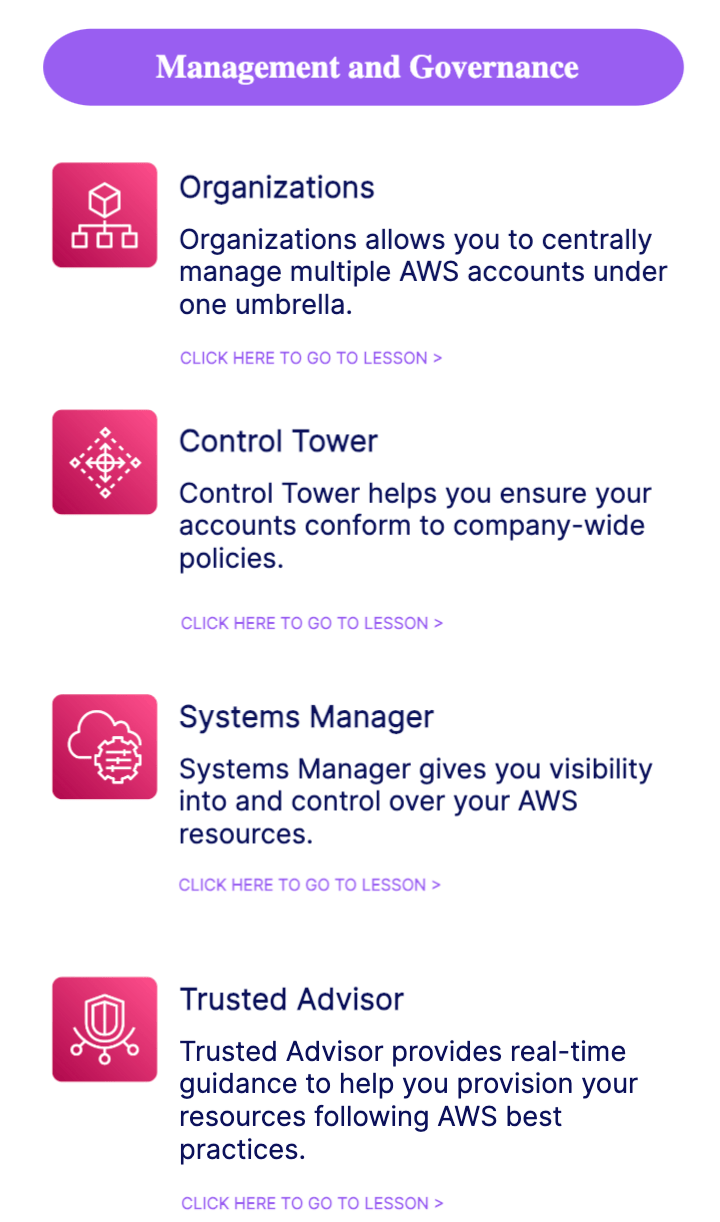 Management and Governance
Organizations
Organizations allows you to centrally
manage multiple AWS accounts under
one umbrella.
CLICK HERE TO GO TO LESSON >
Control Tower
Control Tower helps you ensure your
accounts conform to company-wide
policies.
CLICK HERE TO GO TO LESSON >
Systems Manager
Systems Manager gives you visibility
into and control over your AWS
resources.
CLICK HERE TO GO TO LESSON >
Trusted Advisor
Trusted Advisor provides real-time
guidance to help you provision your
resources following AWS best
practices.
CLICK HERE TO GO TO LESSON >